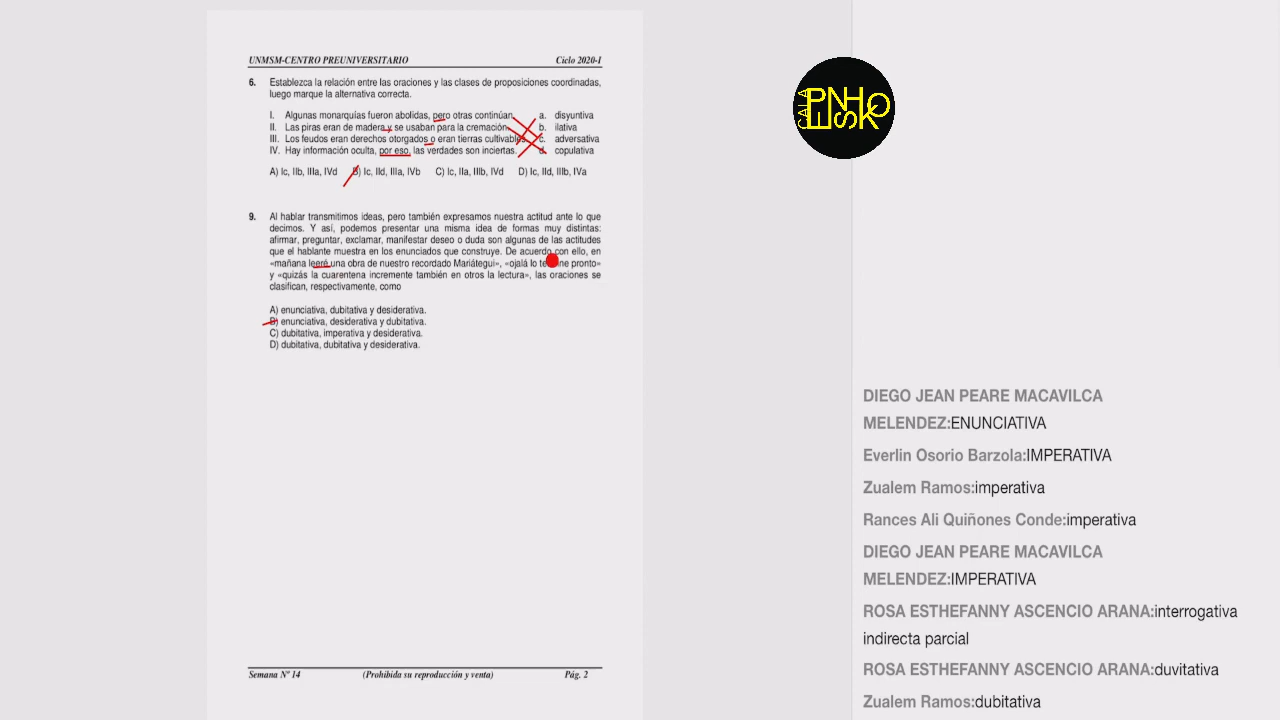 UNMSM-CENTRO PREUNIVERSITARIO Ciclo 2020-I
6. Establezca la relación entre las oraciones y las clases de proposiciones coordinadas,
luego marque la alternativa correcta.
I. Algunas monarquías fueron abolidas, pero otras continúan. a. disyuntiva
II. Las piras eran de madera y se usaban para la cremación. b. ilativa
III. Los feudos eran derechos otorgados o eran tierras cultivables. c. adversativa
IV. Hay información oculta, por eso, las verdades son inciertas. d. copulativa
A) Ic, IIb, IIIa, IVd B) Ic, IId, IIIa, IVb C) Ic, IIa, IIIb, IVd D) Ic, IId, IIIb, IVa
9. Al hablar transmitimos ideas, pero también expresamos nuestra actitud ante lo que
decimos. Y así, podemos presentar una misma idea de formas muy distintas:
afirmar, preguntar, exclamar, manifestar deseo o duda son algunas de las actitudes
que el hablante muestra en los enunciados que construye. De acuerdo con ello, en
«mañana leeré una obra de nuestro recordado Mariátegui», «ojalá lo termine pronto»
y «quizás la cuarentena incremente también en otros la lectura», las oraciones se
clasifican, respectivamente, como
A) enunciativa, dubitativa y desiderativa.
B) enunciativa, desiderativa y dubitativa.
C) dubitativa, imperativa y desiderativa.
D) dubitativa, dubitativa y desiderativa.
Semana Nº 14 (Prohibida su reproducción y venta) Pág. 2
DIEGO JEAN PEARE MACAVILCA
MELENDEZ:ENUNCIATIVA
Everlin Osorio Barzola:IMPERATIVA
Zualem Ramos:imperativa
Rances Ali Quiñones Conde:imperativa
DIEGO JEAN PEARE MACAVILCA
MELENDEZ:IMPERATIVA
ROSA ESTHEFANNY ASCENCIO ARANA:interrogativa
indirecta parcial
ROSA ESTHEFANNY ASCENCIO ARANA:duvitativa
Zualem Ramos:dubitativa